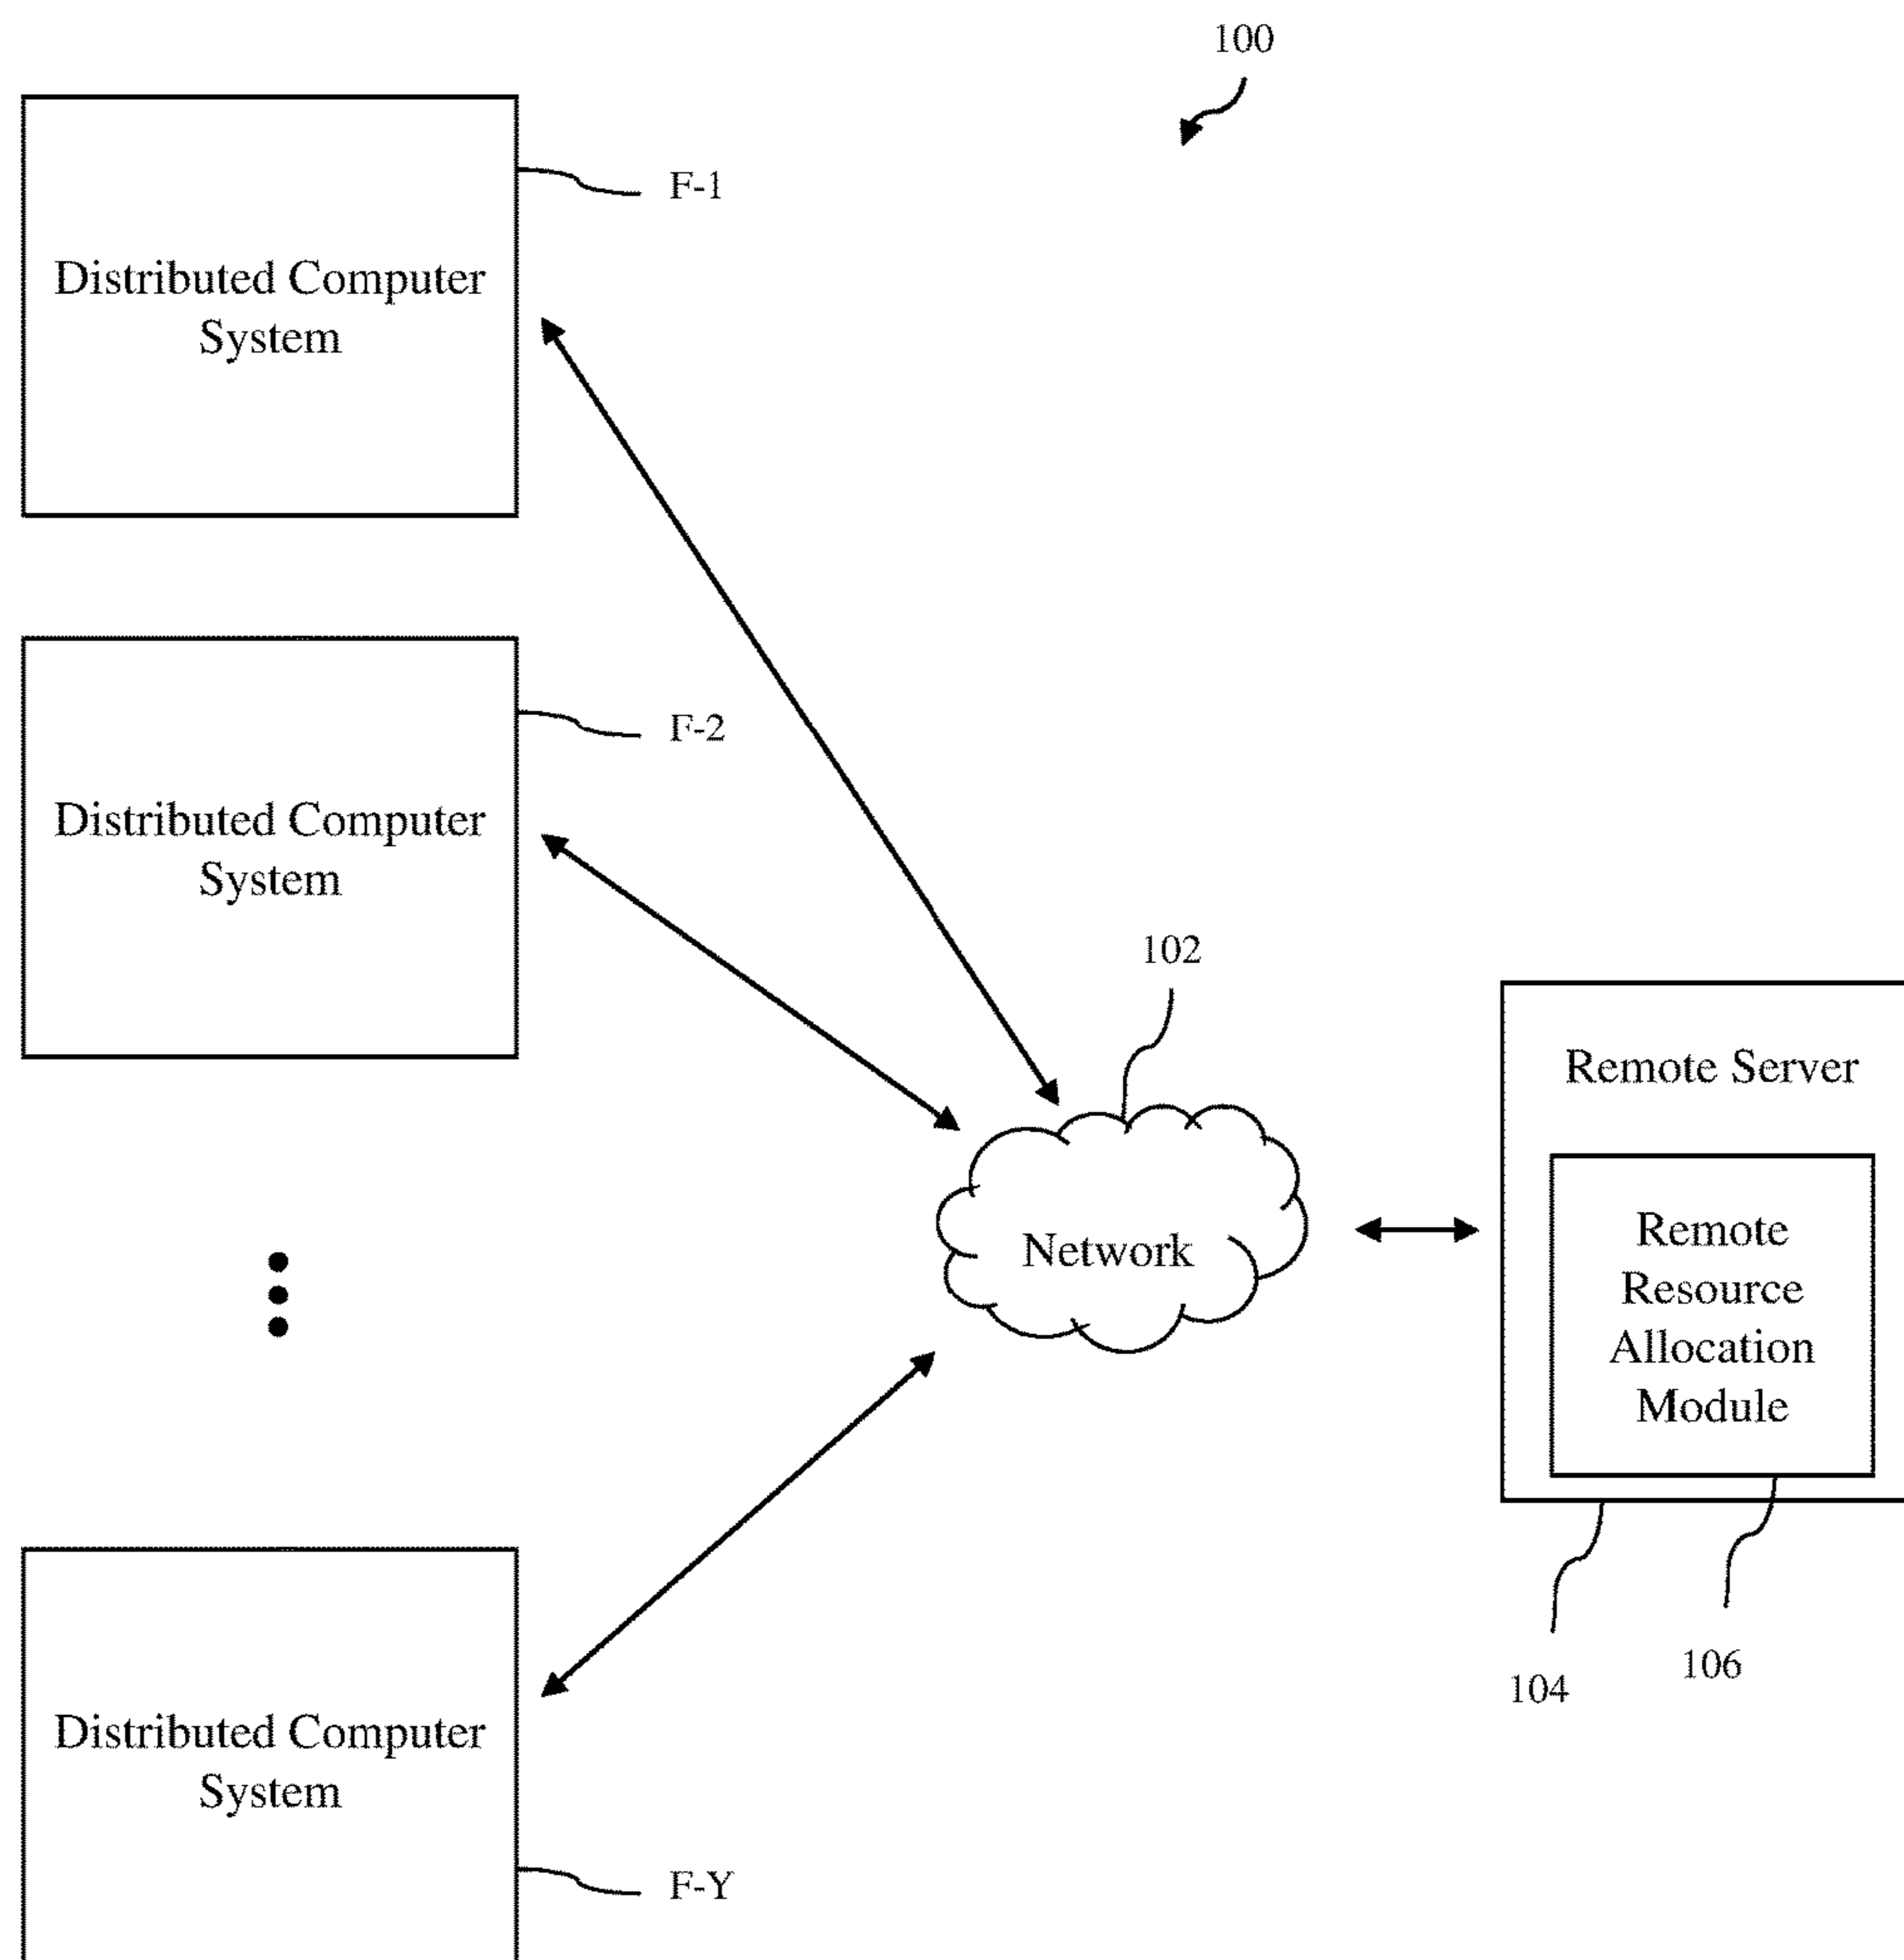 100
F-1
Distributed Computer
System
F-2
Distributed Computer
System
102
Remote Server
Network
Remote
Resource
Allocation
Module
104
106
Distributed Computer
System
F-Y